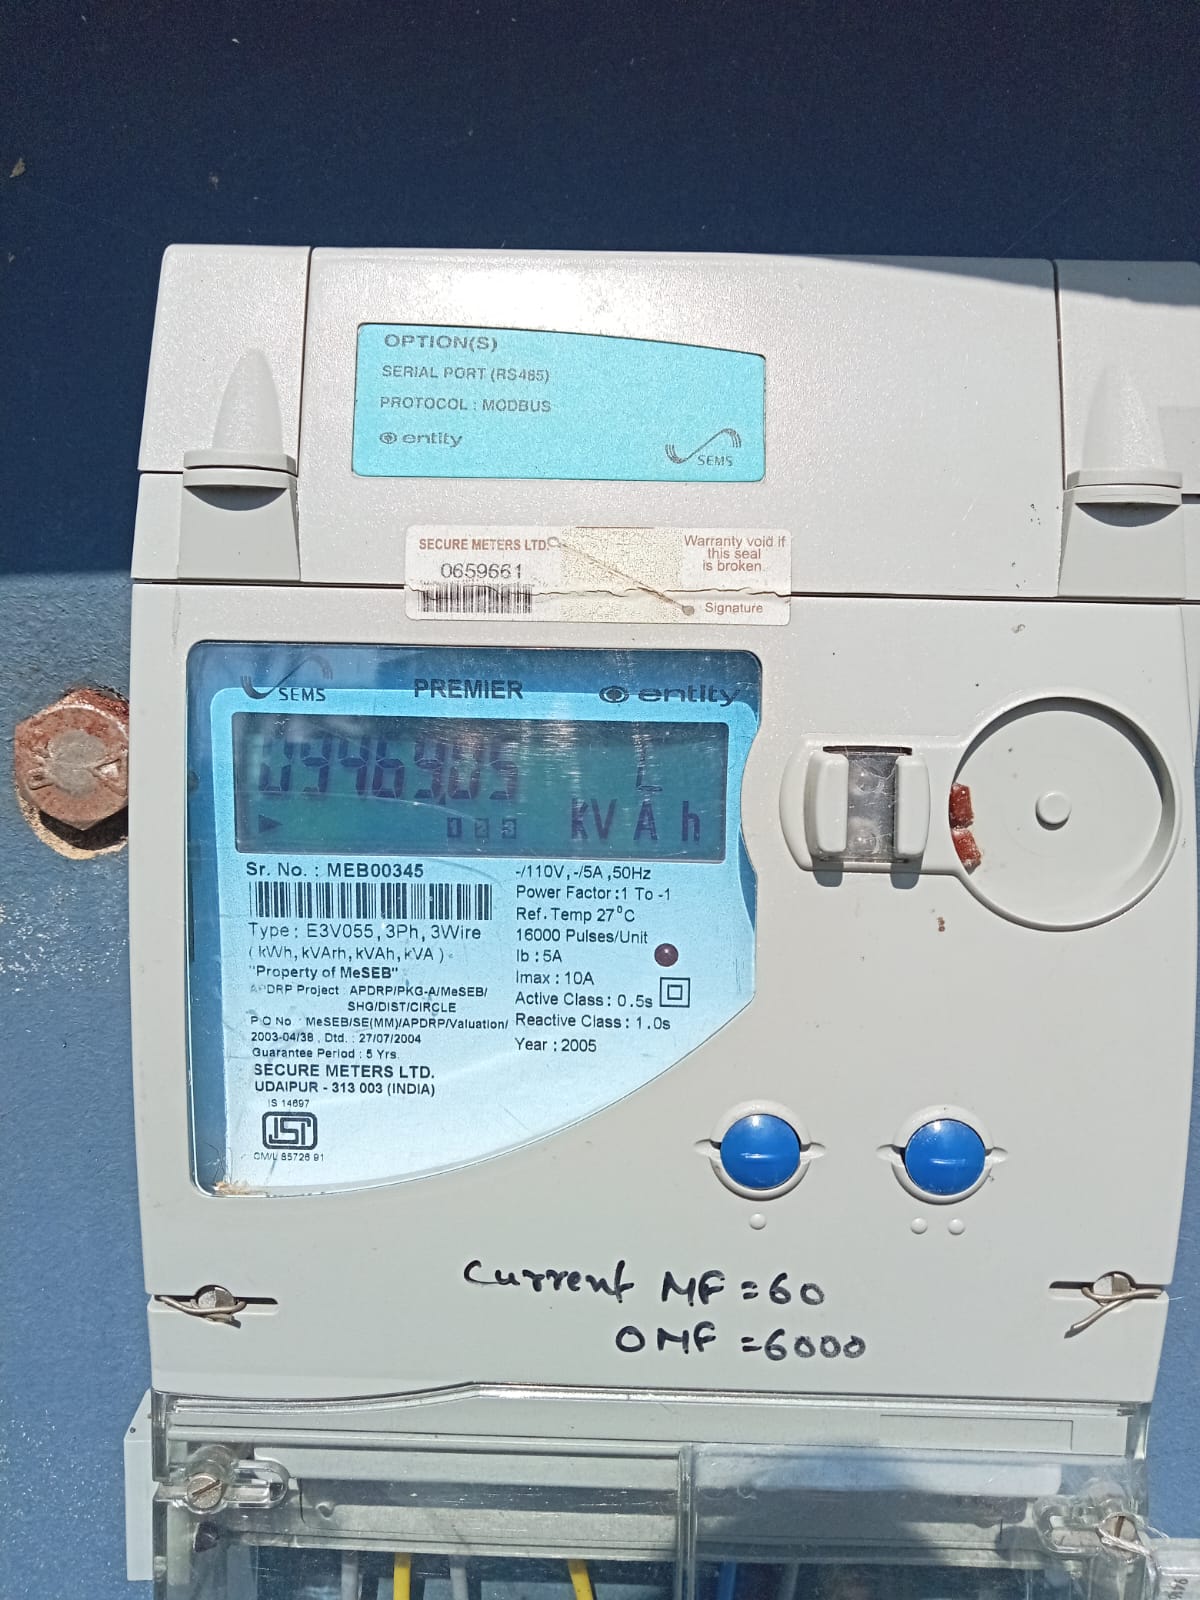 OPTION(S)
SERIAL PORT (RS485)
PROTOCOL : MODBUS
entity
SEMS
SECURE METERS LTD.
0659661
Warranty void if
this seal
is broken
Signature
SEMS PREMIER entity
1 2 3 KVAh
Sr. No. : MEB00345
Type : E3V055, 3Ph, 3Wire
( kWh, kVArh, kVAh, kVA )
"Property of MeSEB"
APDRP Project : APDRP/PKG-A/MeSEB/
SHG/DIST/CIRCLE
P.O No : MeSEB/SE(MM)/APDRP/Valuation/
2003-04/38 , Dtd. : 27/07/2004
Guarantee Period : 5 Yrs.
SECURE METERS LTD.
UDAIPUR - 313 003 (INDIA)
IS 14697
CM/L 8572691
-/110V, -/5A ,50Hz
Power Factor :1 To -1
Ref. Temp 27°C
16000 Pulses/Unit
Ib : 5A
Imax : 10A
Active Class : 0.5s
Reactive Class : 1.0s
Year : 2005
Current MF = 60
OMF = 6000